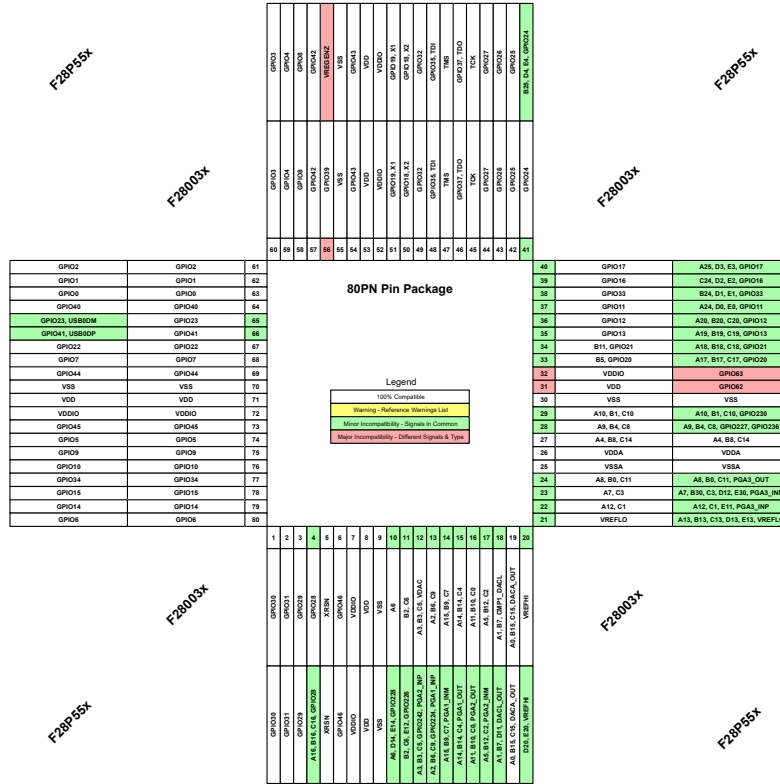 F28P55x
F28P55x
F28003x
F28003x
GPIO3
GPIO4
GPIO8
GPIO42
VREGENZ
VSS
GPIO43
VDD
VDDIO
GPIO19, X1
GPIO18, X2
GPIO32
GPIO35, TDI
TMS
GPIO37, TDO
TCK
GPIO27
GPIO26
GPIO25
B25, D4, E4, GPIO24
GPIO3
GPIO4
GPIO8
GPIO42
GPIO39
VSS
GPIO43
VDD
VDDIO
GPIO19, X1
GPIO18, X2
GPIO32
GPIO35, TDI
TMS
GPIO37, TDO
TCK
GPIO27
GPIO26
GPIO25
GPIO24
60 59 58 57 56 55 54 53 52 51 50 49 48 47 46 45 44 43 42 41
GPIO2 GPIO2 61
GPIO1 GPIO1 62
GPIO0 GPIO0 63
GPIO40 GPIO40 64
GPIO23, USB0DM GPIO23 65
GPIO41, USB0DP GPIO41 66
GPIO22 GPIO22 67
GPIO7 GPIO7 68
GPIO44 GPIO44 69
VSS VSS 70
VDD VDD 71
VDDIO VDDIO 72
GPIO45 GPIO45 73
GPIO5 GPIO5 74
GPIO9 GPIO9 75
GPIO10 GPIO10 76
GPIO34 GPIO34 77
GPIO15 GPIO15 78
GPIO14 GPIO14 79
GPIO6 GPIO6 80
80PN Pin Package
Legend
100% Compatible
Warning - Reference Warnings List
Minor Incompatibility - Signals in Common
Major Incompatibility - Different Signals & Type
40 GPIO17 A25, D3, E3, GPIO17
39 GPIO16 C24, D2, E2, GPIO16
38 GPIO33 B24, D1, E1, GPIO33
37 GPIO11 A24, D0, E0, GPIO11
36 GPIO12 A20, B20, C20, GPIO12
35 GPIO13 A19, B19, C19, GPIO13
34 B11, GPIO21 A18, B18, C18, GPIO21
33 B5, GPIO20 A17, B17, C17, GPIO20
32 VDDIO GPIO63
31 VDD GPIO62
30 VSS VSS
29 A10, B1, C10 A10, B1, C10, GPIO230
28 A9, B4, C8 A9, B4, C8, GPIO227, GPIO236
27 A4, B8, C14 A4, B8, C14
26 VDDA VDDA
25 VSSA VSSA
24 A8, B0, C11 A8, B0, C11, PGA3_OUT
23 A7, C3 A7, B30, C3, D12, E30, PGA3_INM
22 A12, C1 A12, C1, E11, PGA3_INP
21 VREFLO A13, B13, C13, D13, E13, VREFLO
1 2 3 4 5 6 7 8 9 10 11 12 13 14 15 16 17 18 19 20
GPIO30
GPIO31
GPIO29
GPIO28
XRSN
GPIO46
VDDIO
VDD
VSS
A6
B2, C6
A3, B3, C5, VDAC
A2, B6, C9
A15, B9, C7
A14, B14, C4
A11, B10, C0
A5, B12, C2
A1, B7, CMP1_DACL
A0, B15, C15, DACA_OUT
VREFHI
GPIO30
GPIO31
GPIO29
A16, B16, C16, GPIO28
XRSN
GPIO46
VDDIO
VDD
VSS
A6, D14, E14, GPIO228
B2, C6, E12, GPIO226
A3, B3, C5, GPIO242, PGA2_INP
A2, B6, C9, GPIO224, PGA1_INP
A15, B9, C7, PGA1_INM
A14, B14, C4, PGA1_OUT
A11, B10, C0, PGA2_OUT
A5, B12, C2, PGA2_INM
A1, B7, D11, DACL_OUT
A0, B15, C15, DACA_OUT
D20, E20, VREFHI
F28003x
F28003x
F28P55x
F28P55x